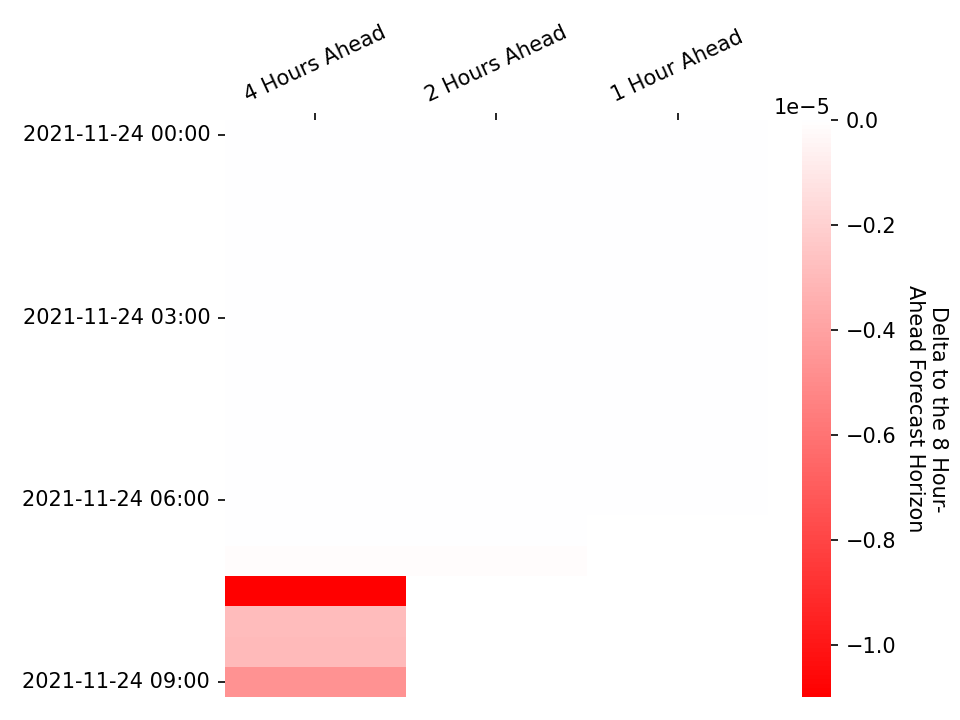 4 Hours Ahead
2 Hours Ahead
1 Hour Ahead
2021-11-24 00:00
2021-11-24 03:00
2021-11-24 06:00
2021-11-24 09:00
1e−5
0.0
−0.2
−0.4
−0.6
−0.8
−1.0
Delta to the 8 Hour-
Ahead Forecast Horizon